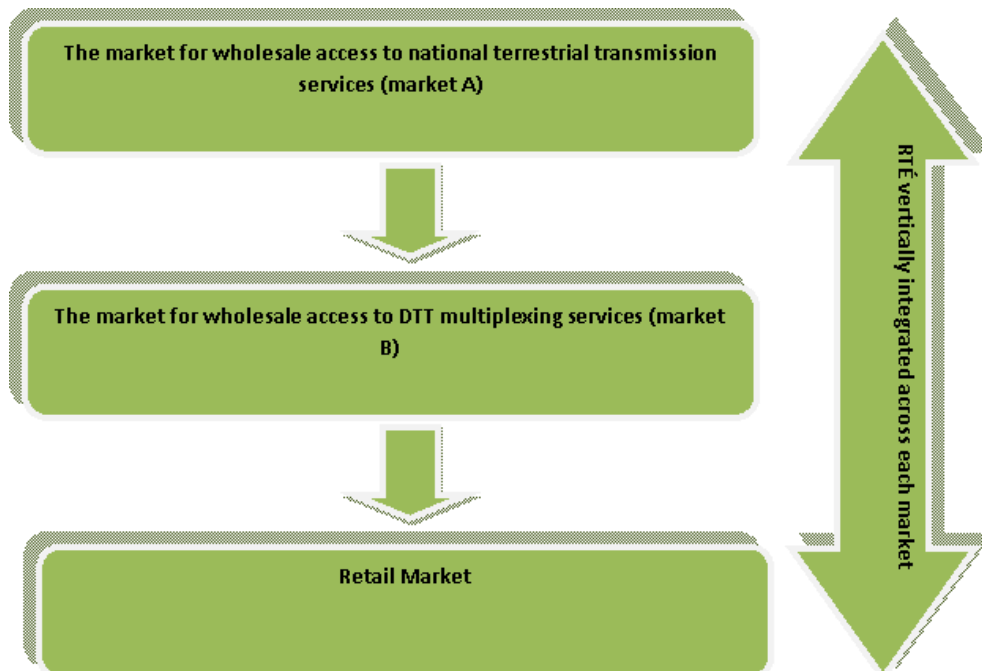 The market for wholesale access to national terrestrial transmission
services (market A)
The market for wholesale access to DTT multiplexing services (market
B)
Retail Market
RTÉ vertically integrated across each market